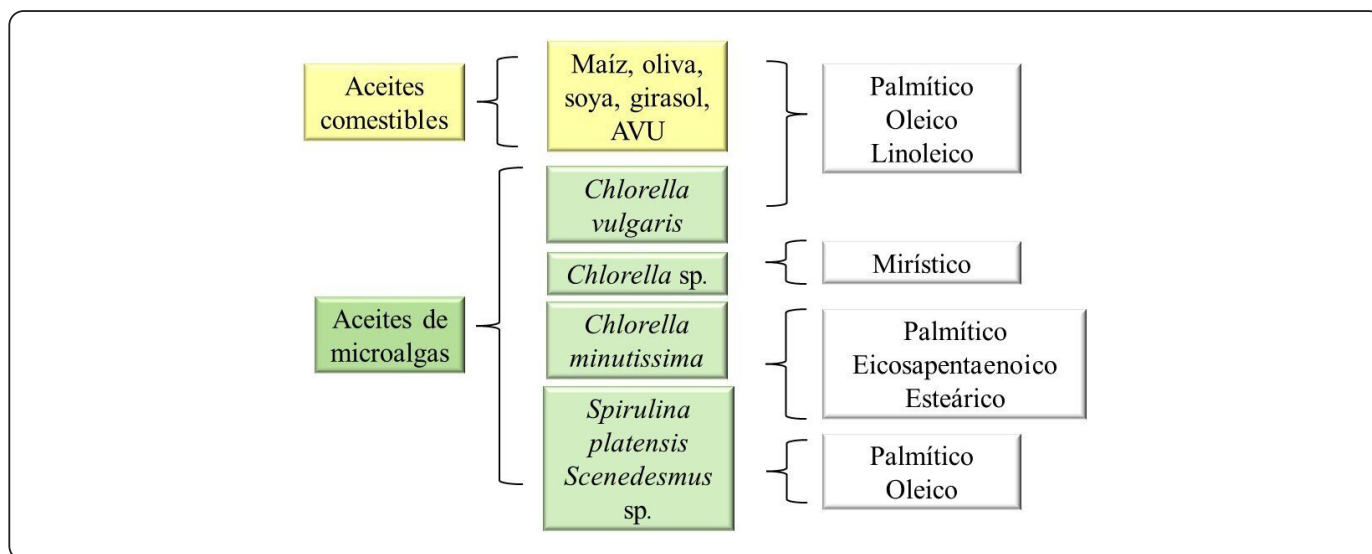 Aceites
comestibles
Maíz, oliva,
soya, girasol,
AVU
Palmítico
Oleico
Linoleico
Aceites de
microalgas
Chlorella
vulgaris
Chlorella sp.
Mirístico
Chlorella
minutissima
Palmítico
Eicosapentaenoico
Esteárico
Spirulina
platensis
Scenedesmus
sp.
Palmítico
Oleico